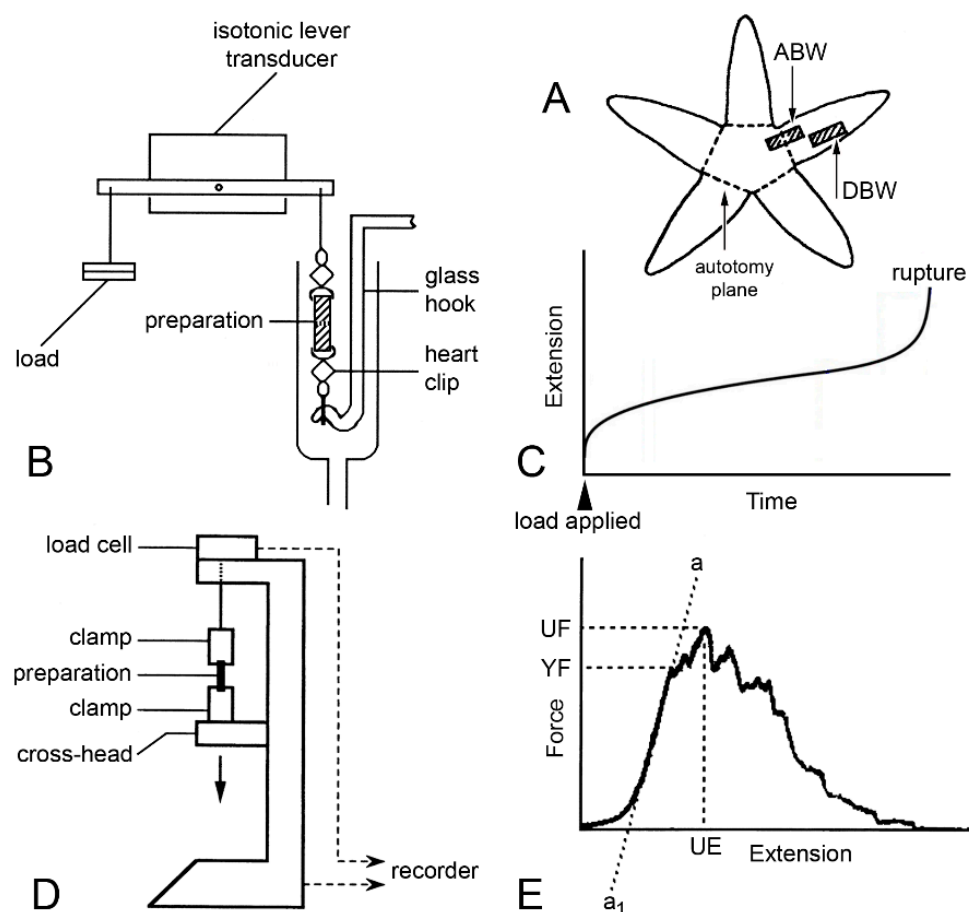 isotonic lever
transducer
load
preparation
glass
hook
heart
clip
B
A
ABW
DBW
autotomy
plane
rupture
Extension
Time
load applied
C
load cell
clamp
preparation
clamp
cross-head
recorder
D
a
UF
YF
Force
UE
Extension
a1
E